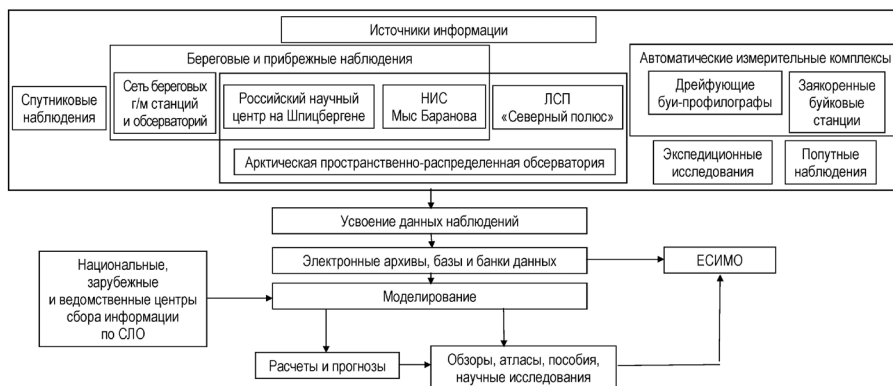 Источники информации
Береговые и прибрежные наблюдения
Автоматические измерительные комплексы
Спутниковые
наблюдения
Сеть береговых
г/м станций
и обсерваторий
Российский научный
центр на Шпицбергене
НИС
Мыс Баранова
ЛСП
«Северный полюс»
Дрейфующие
буи-профилографы
Заякоренные
буйковые
станции
Арктическая пространственно-распределенная обсерватория
Экспедиционные
исследования
Попутные
наблюдения
Усвоение данных наблюдений
Электронные архивы, базы и банки данных
ЕСИМО
Национальные,
зарубежные
и ведомственные центры
сбора информации
по СЛО
Моделирование
Расчеты и прогнозы
Обзоры, атласы, пособия,
научные исследования